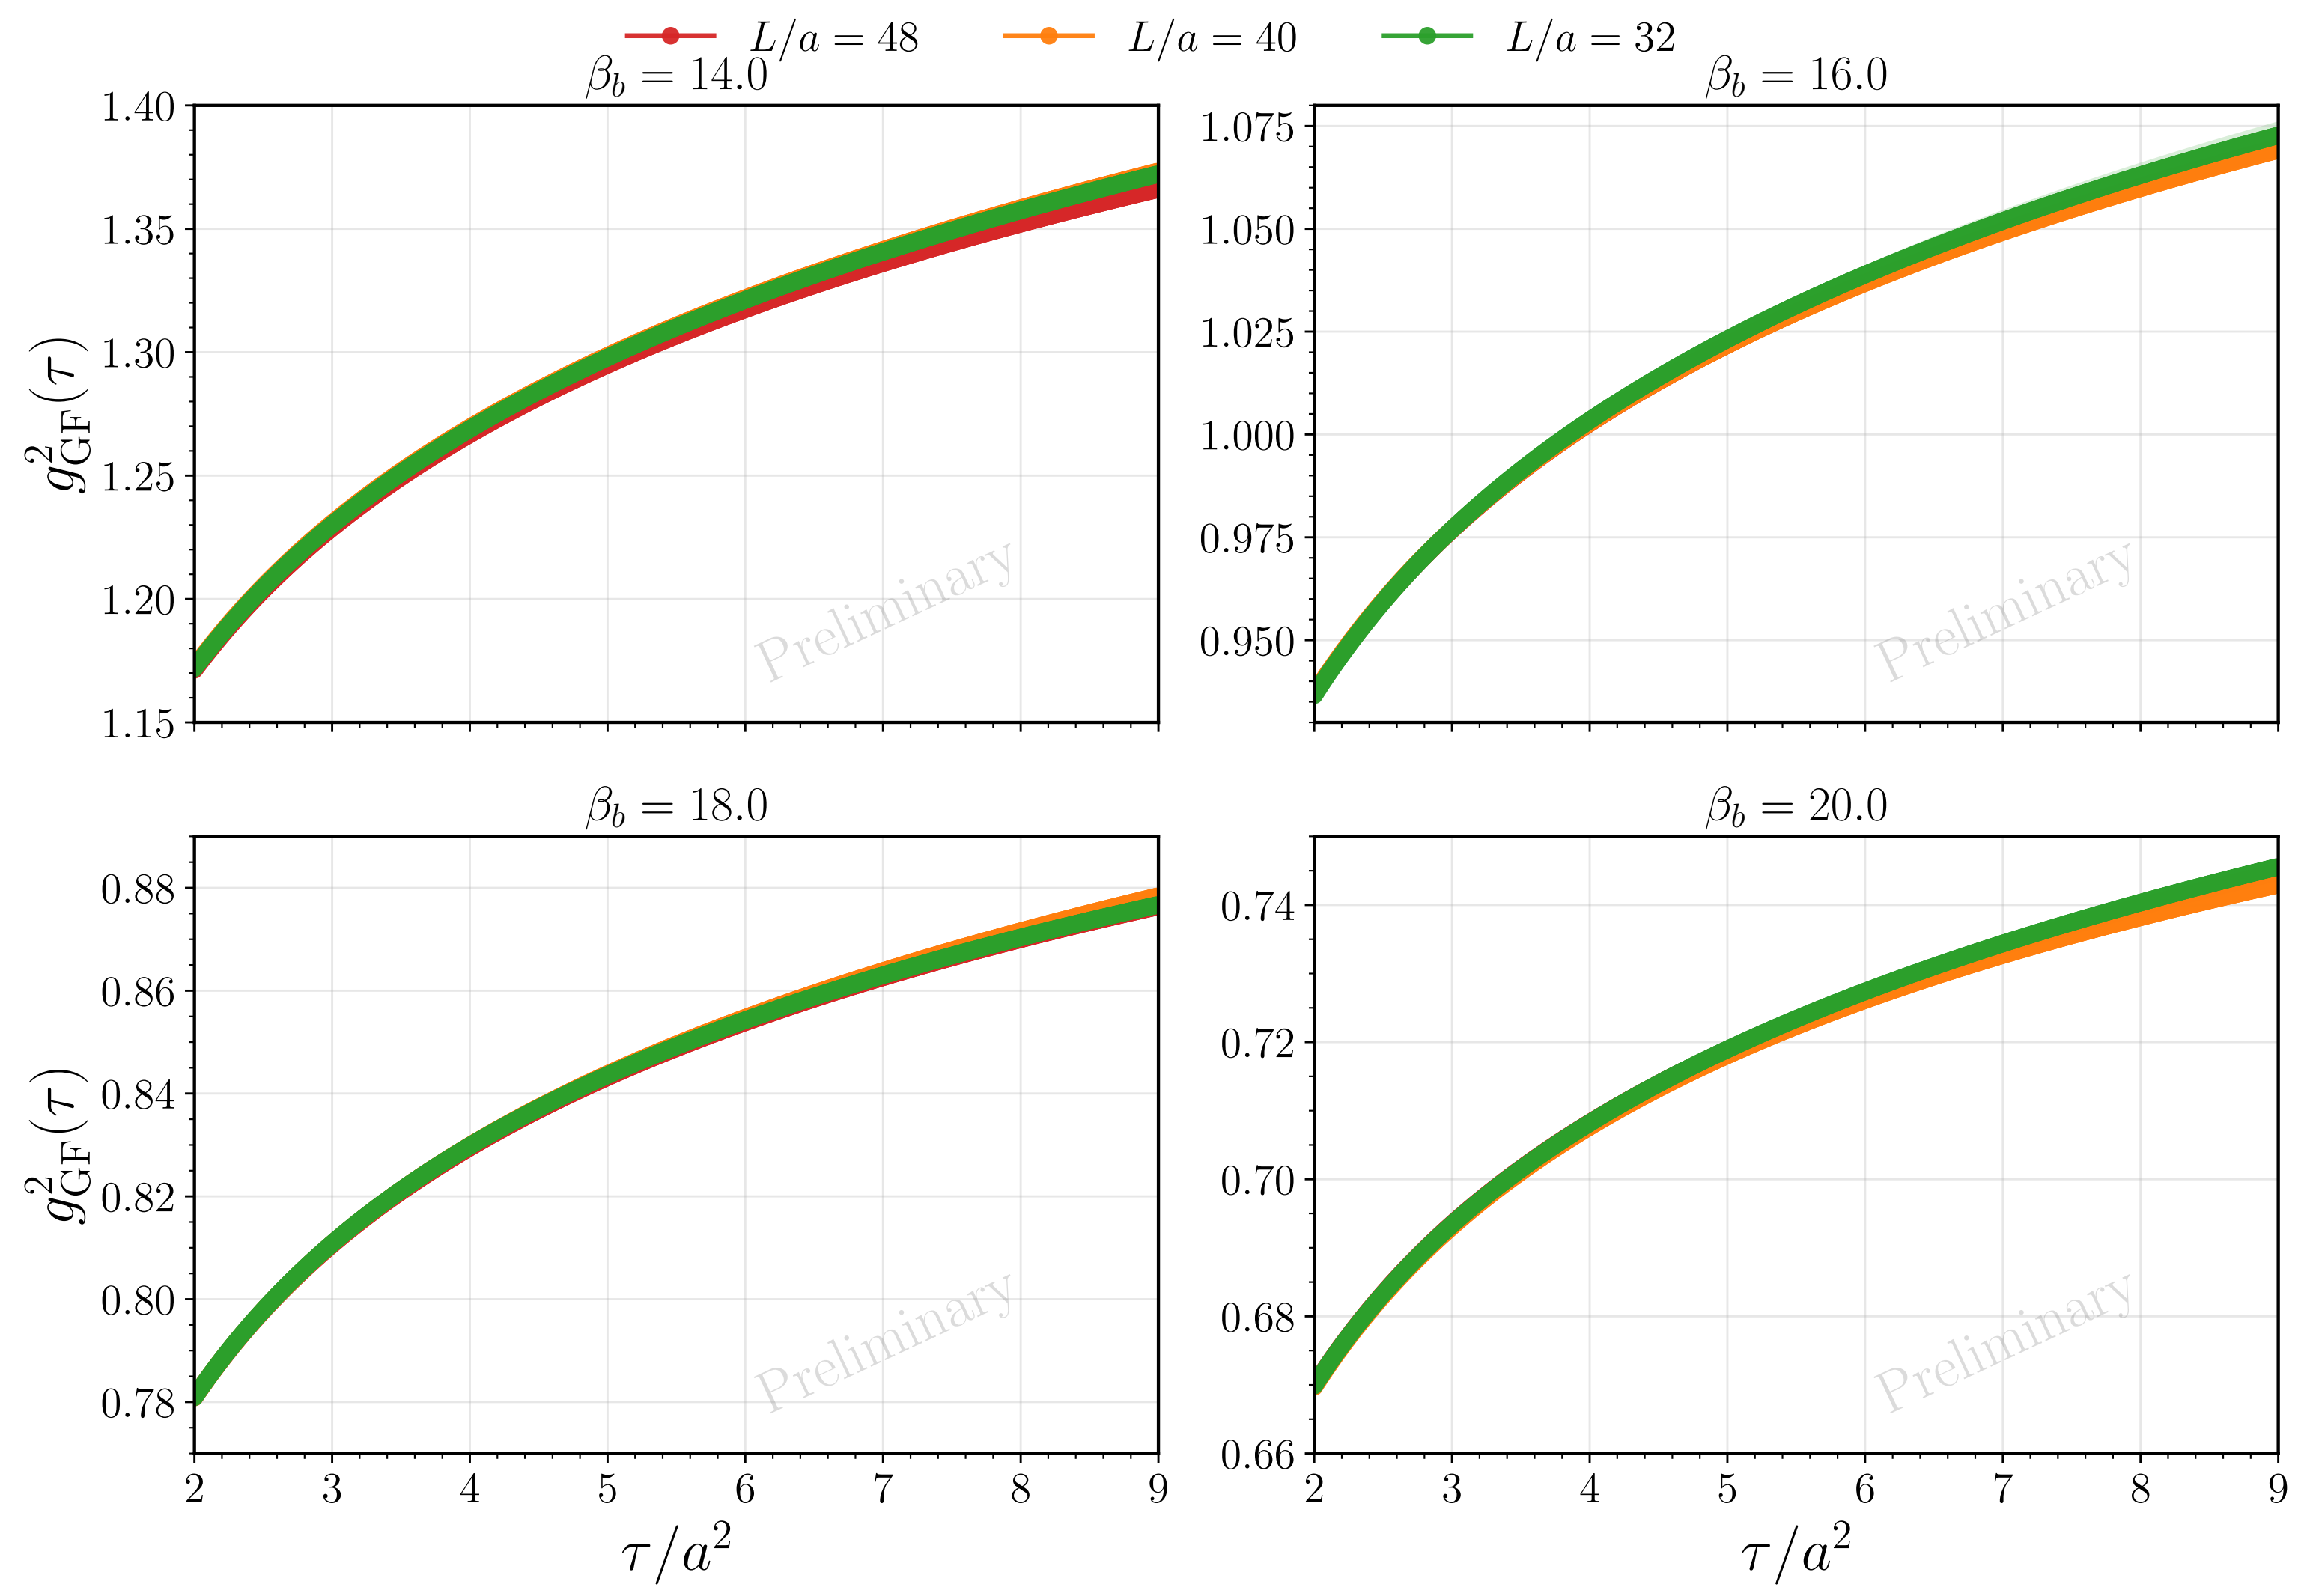 L/a = 48
L/a = 40
L/a = 32
β_b = 14.0
β_b = 16.0
1.40
1.35
1.30
1.25
1.20
1.15
g²_GF(τ)
Preliminary
1.075
1.050
1.025
1.000
0.975
0.950
Preliminary
β_b = 18.0
β_b = 20.0
0.88
0.86
0.84
0.82
0.80
0.78
g²_GF(τ)
Preliminary
2 3 4 5 6 7 8 9
τ/a²
0.74
0.72
0.70
0.68
0.66
Preliminary
2 3 4 5 6 7 8 9
τ/a²